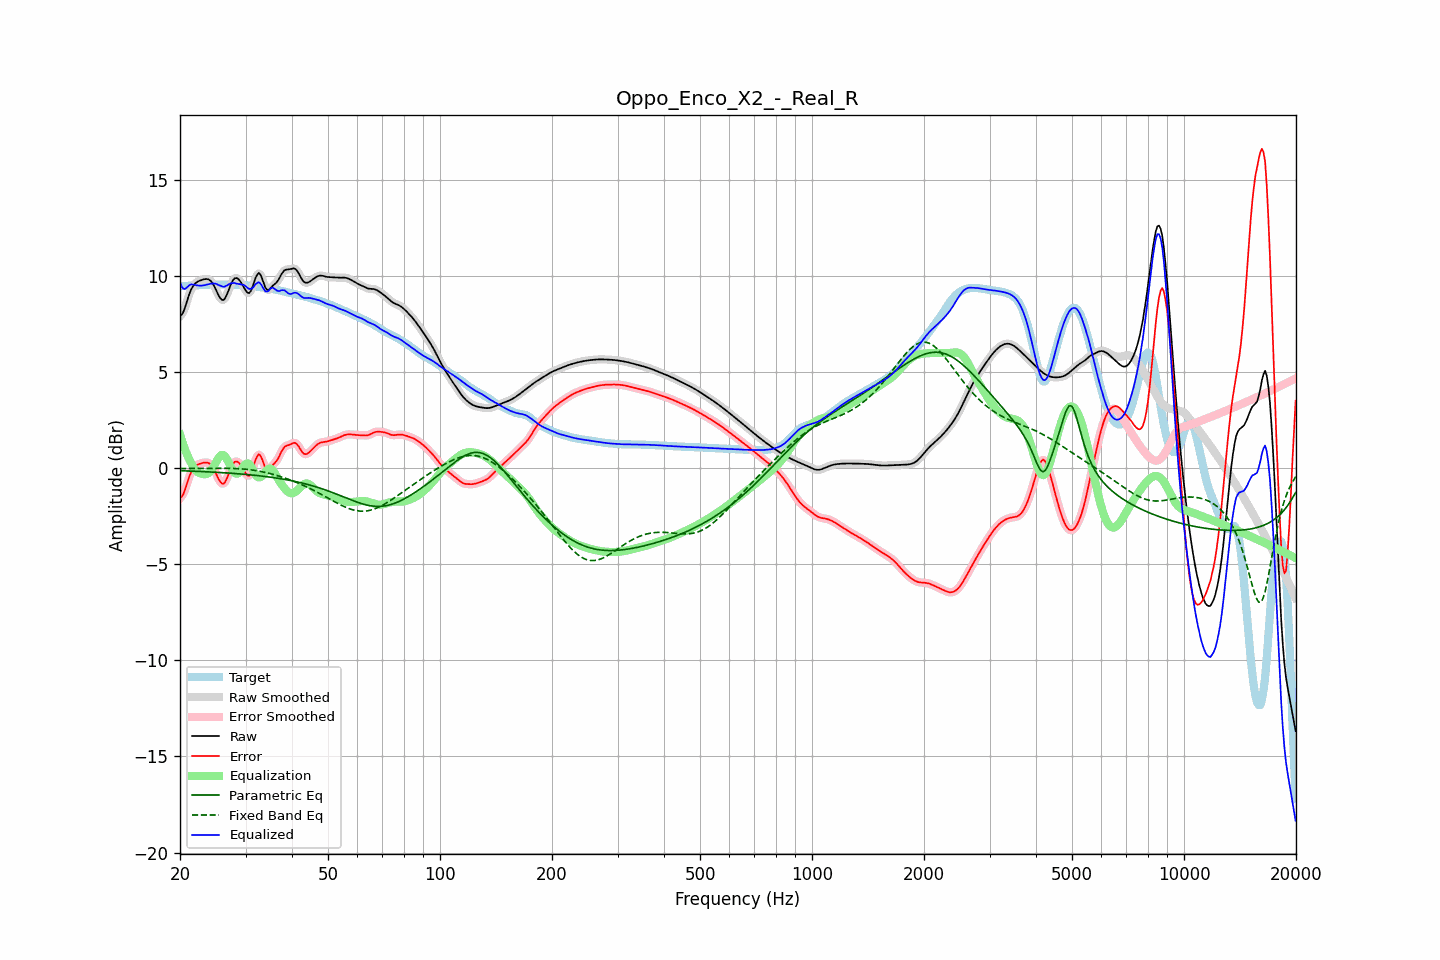 Oppo_Enco_X2_-_Real_R
Amplitude (dBr)
15
10
5
0
−5
−10
−15
−20
Target
Raw Smoothed
Error Smoothed
Raw
Error
Equalization
Parametric Eq
Fixed Band Eq
Equalized
20 50 100 200 500 1000 2000 5000 10000 20000
Frequency (Hz)